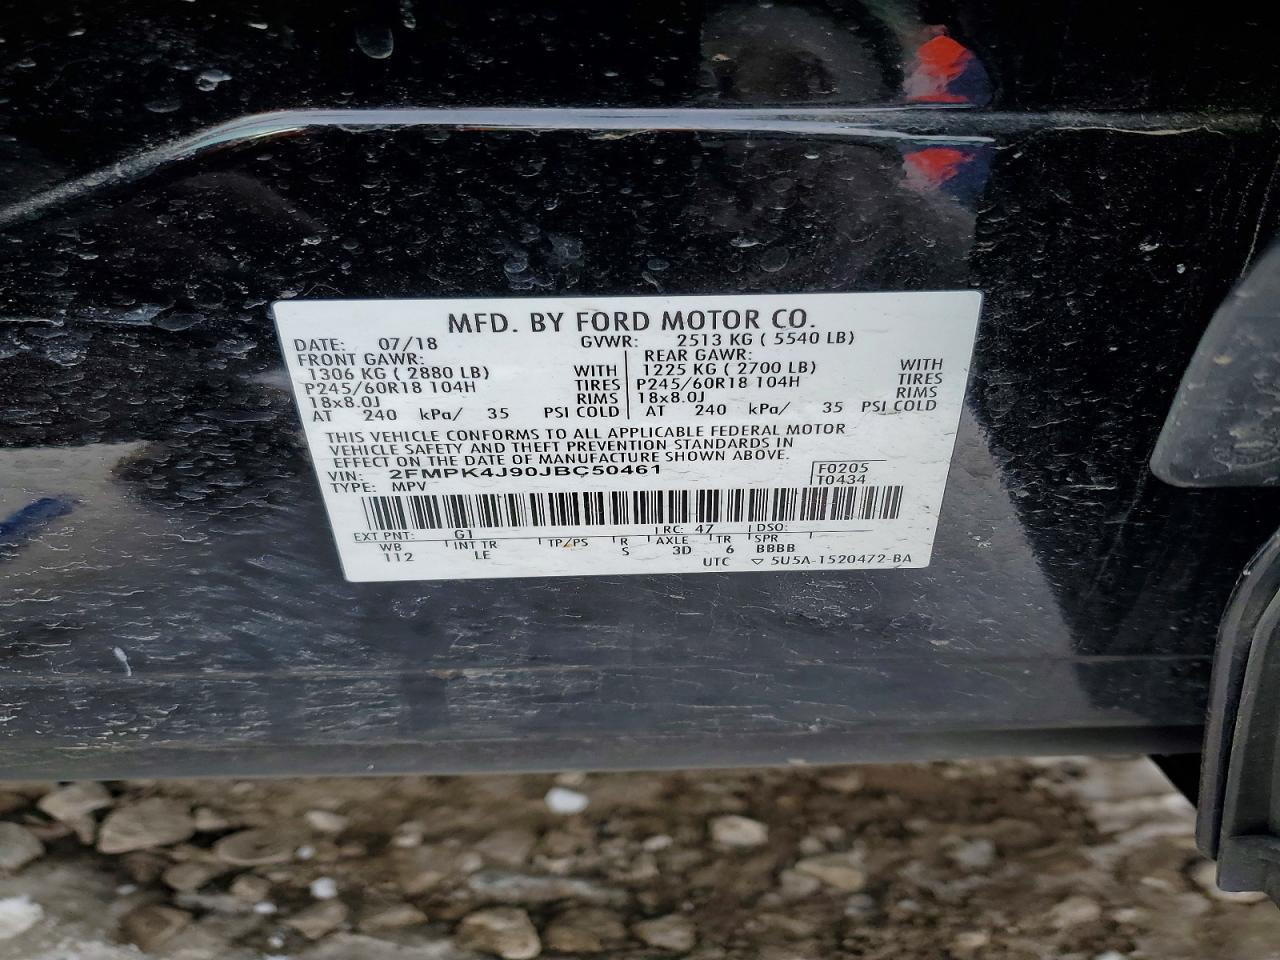 MFD. BY FORD MOTOR CO.
DATE: 07/18 GVWR: 2513 KG ( 5540 LB)
FRONT GAWR: REAR GAWR:
1306 KG ( 2880 LB) WITH 1225 KG ( 2700 LB) WITH
P245/60R18 104H TIRES P245/60R18 104H TIRES
18x8.0J RIMS 18x8.0J RIMS
AT 240 kPa/ 35 PSI COLD AT 240 kPa/ 35 PSI COLD
THIS VEHICLE CONFORMS TO ALL APPLICABLE FEDERAL MOTOR
VEHICLE SAFETY AND THEFT PREVENTION STANDARDS IN
EFFECT ON THE DATE OF MANUFACTURE SHOWN ABOVE.
VIN: 2FMPK4J90JBC50461 F0205
TYPE: MPV T0434
EXT PNT: G1 RC: 47 DSO:
WB INT TR TP/PS R AXLE TR SPR
112 LE S 3D 6 BBBB
UTC ▽ 5U5A-1520472-BA